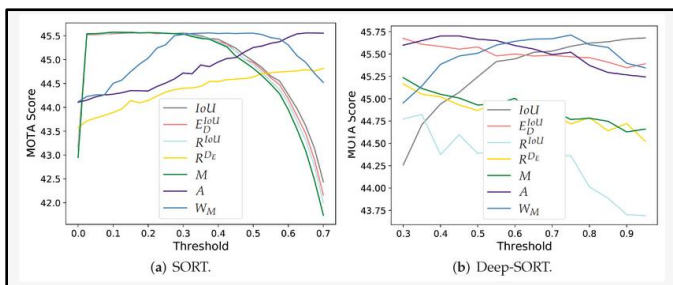 45.5
45.0
44.5
44.0
43.5
43.0
42.5
42.0
MOTA Score
IoU
E_D^{IoU}
R^{IoU}
R^{D_E}
M
A
W_M
0.0 0.1 0.2 0.3 0.4 0.5 0.6 0.7
Threshold
(a) SORT.
45.75
45.50
45.25
45.00
44.75
44.50
44.25
44.00
43.75
MOTA Score
IoU
E_D^{IoU}
R^{IoU}
R^{D_E}
M
A
W_M
0.3 0.4 0.5 0.6 0.7 0.8 0.9
Threshold
(b) Deep-SORT.